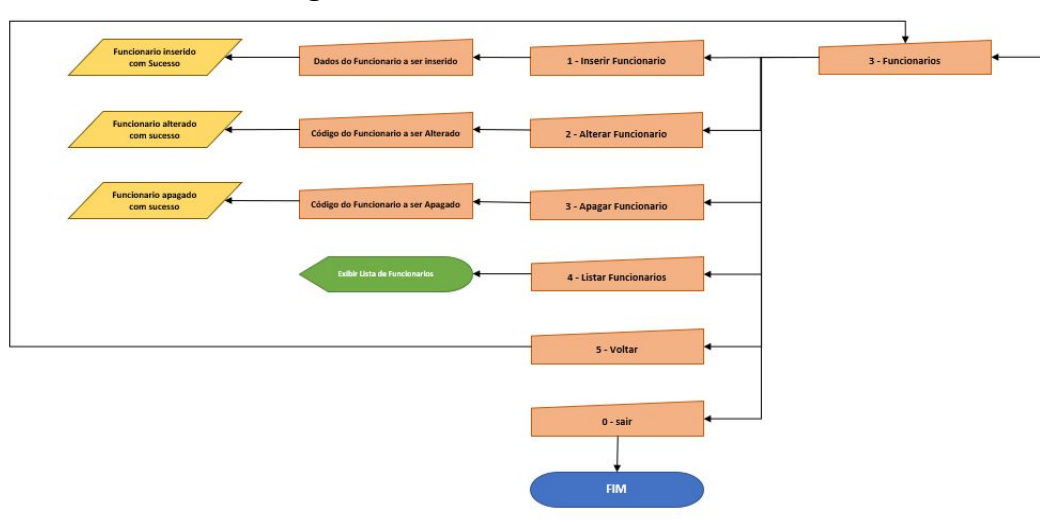 Funcionario inserido
com Sucesso
Dados do Funcionario a ser inserido
1 - Inserir Funcionario
3 - Funcionarios
Funcionario alterado
com sucesso
Código do Funcionario a ser Alterado
2 - Alterar Funcionario
Funcionario apagado
com sucesso
Código do Funcionario a ser Apagado
3 - Apagar Funcionario
Exibir Lista de Funcionarios
4 - Listar Funcionarios
5 - Voltar
0 - sair
FIM